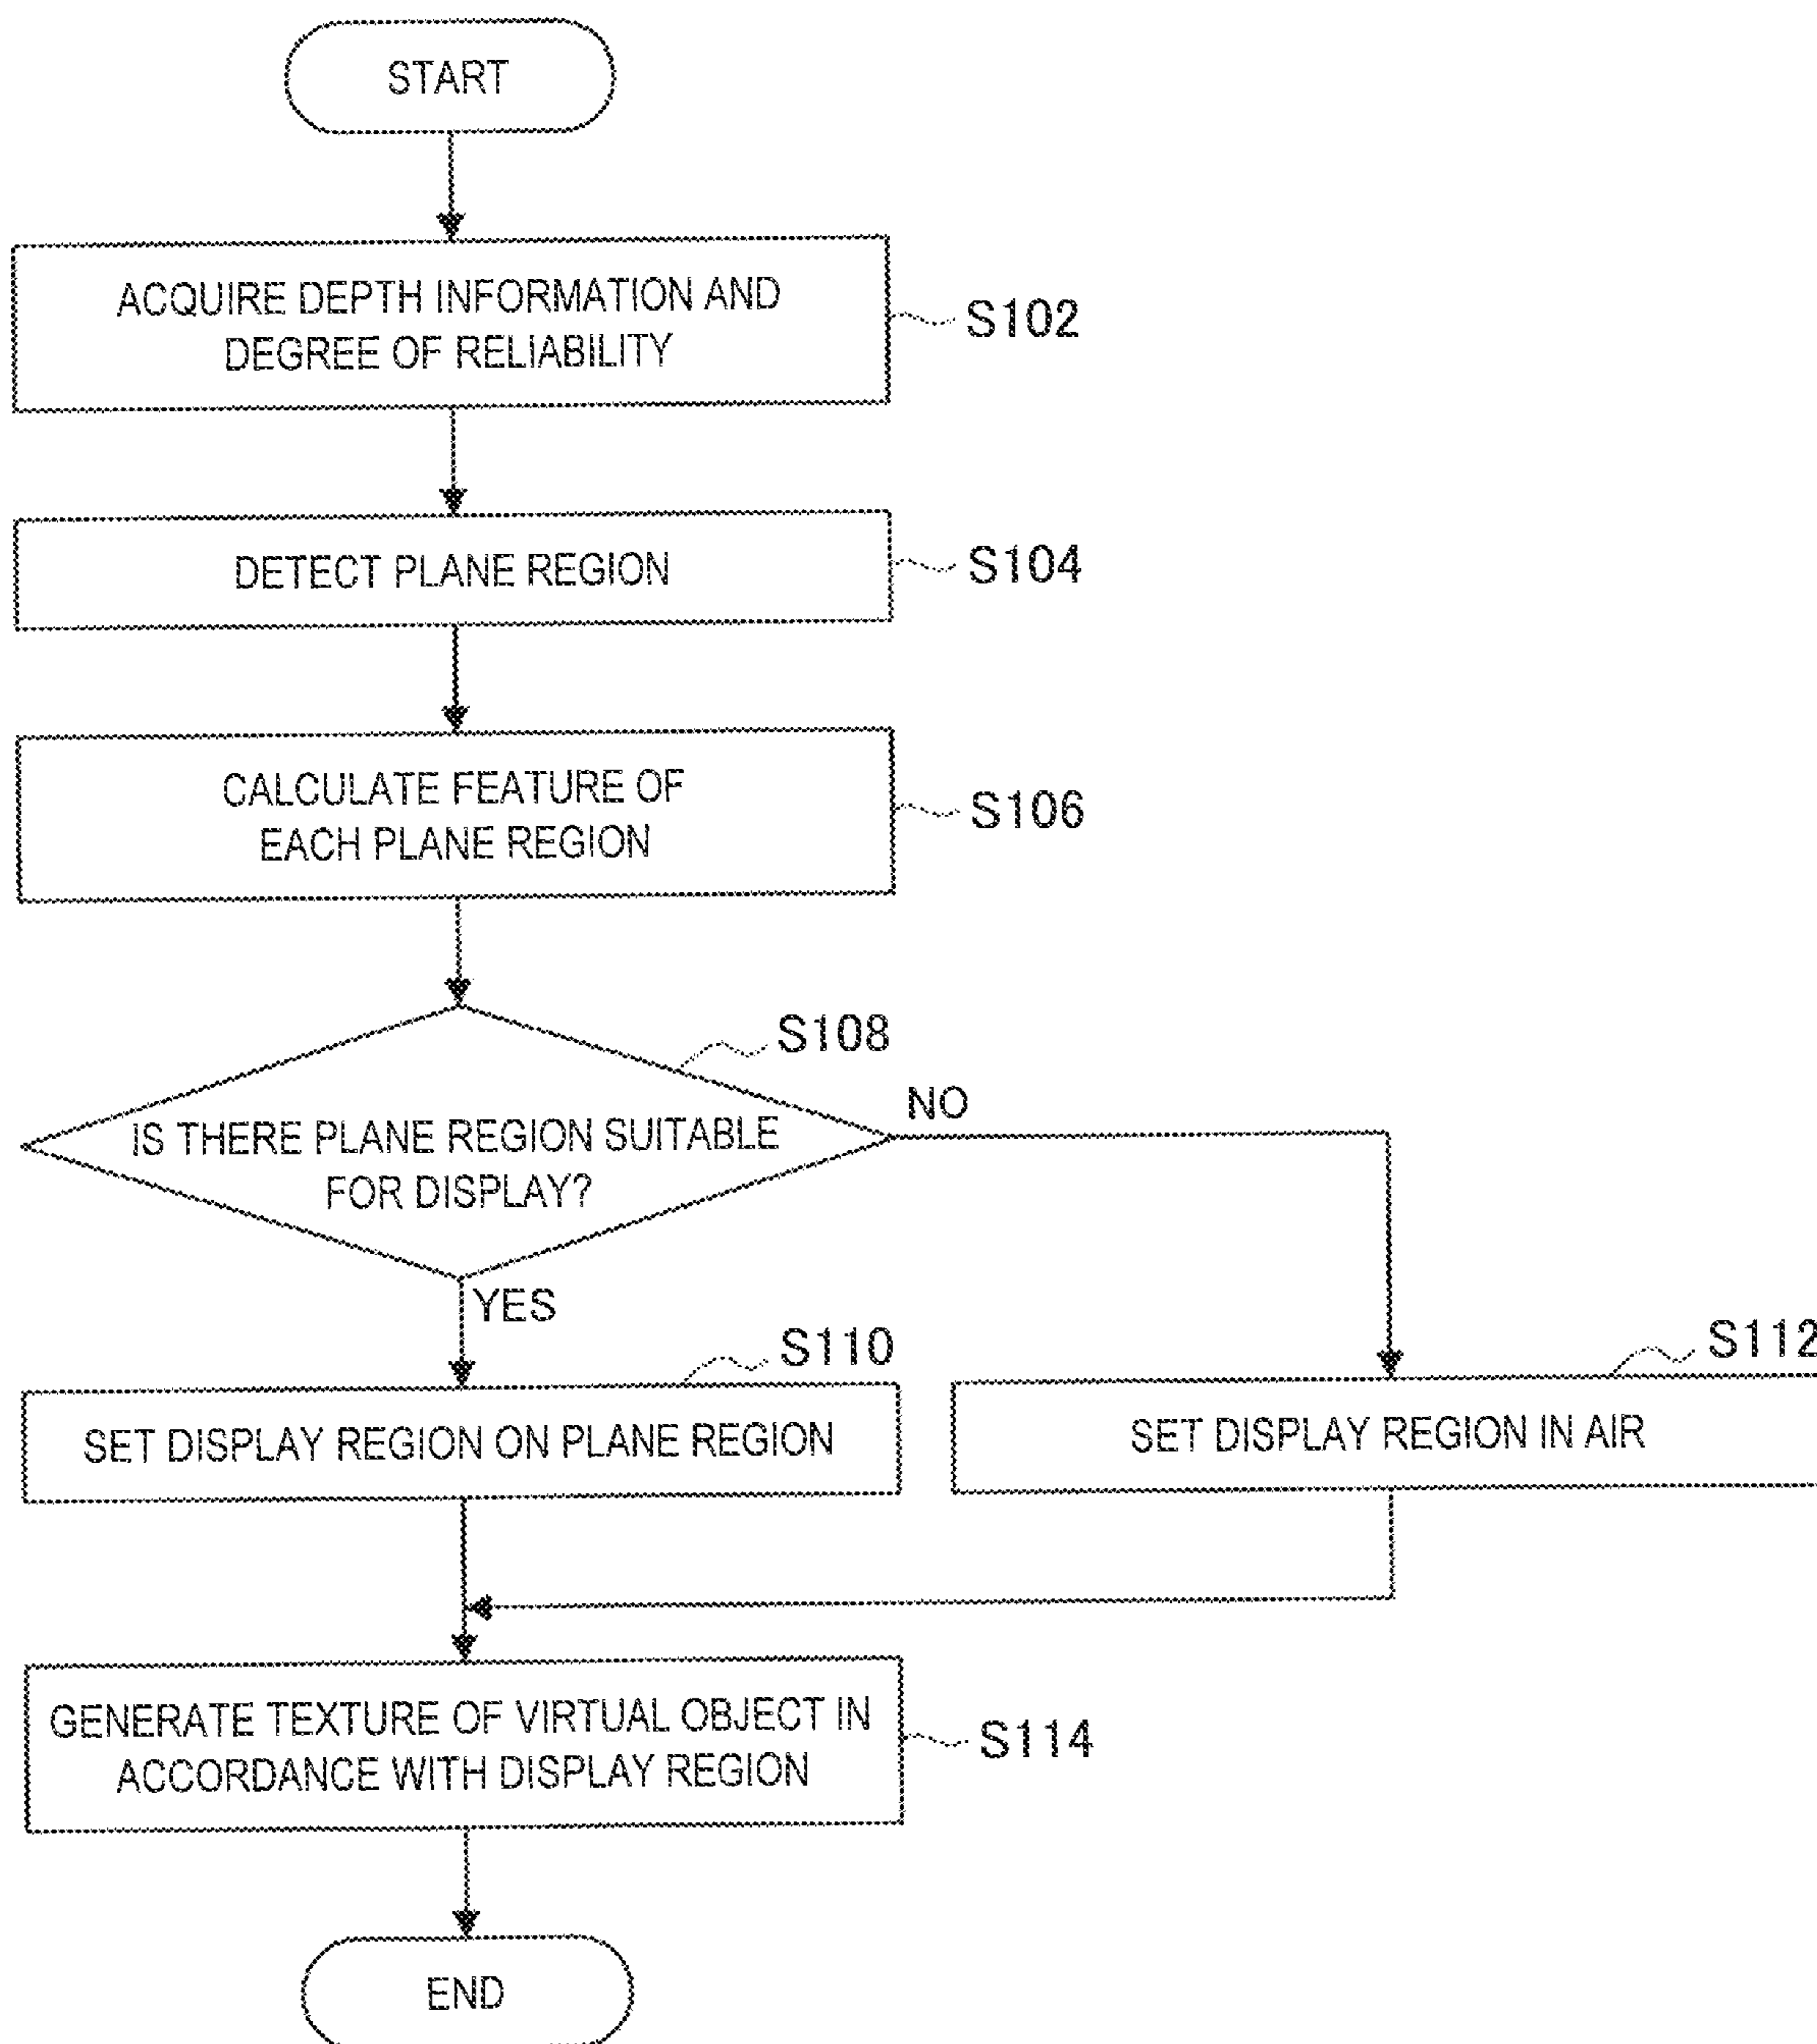 START
ACQUIRE DEPTH INFORMATION AND
DEGREE OF RELIABILITY
S102
DETECT PLANE REGION
S104
CALCULATE FEATURE OF
EACH PLANE REGION
S106
S108
IS THERE PLANE REGION SUITABLE
FOR DISPLAY?
NO
YES
S110
SET DISPLAY REGION ON PLANE REGION
S112
SET DISPLAY REGION IN AIR
GENERATE TEXTURE OF VIRTUAL OBJECT IN
ACCORDANCE WITH DISPLAY REGION
S114
END